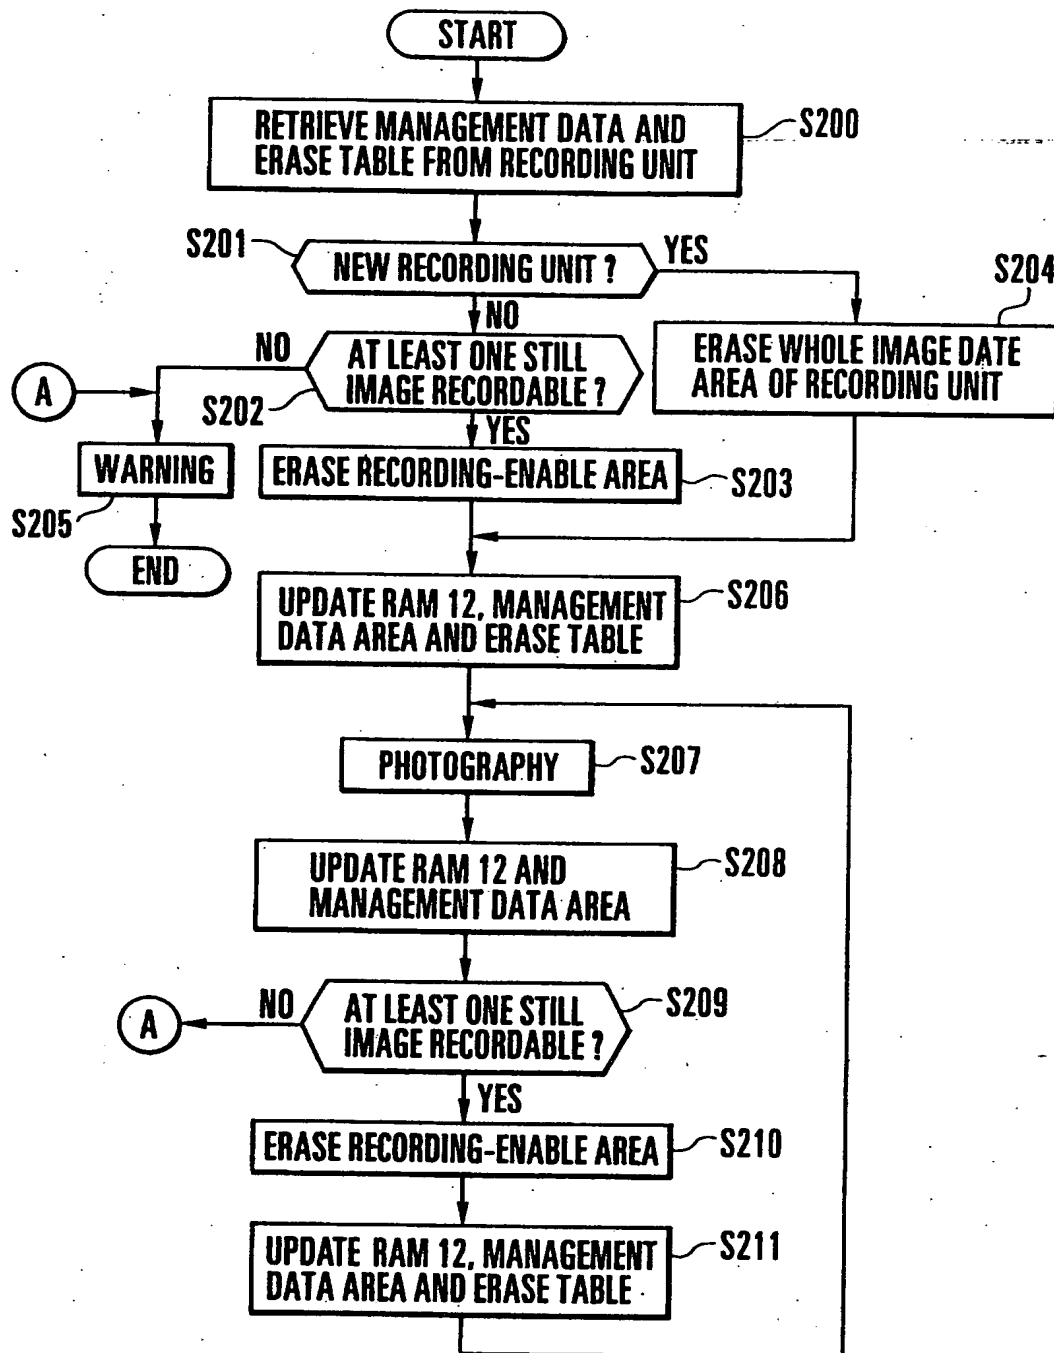 START
RETRIEVE MANAGEMENT DATA AND
ERASE TABLE FROM RECORDING UNIT
S200
S201
NEW RECORDING UNIT ?
YES
S204
NO
ERASE WHOLE IMAGE DATE
AREA OF RECORDING UNIT
NO
AT LEAST ONE STILL
IMAGE RECORDABLE ?
A
S202
YES
WARNING
ERASE RECORDING-ENABLE AREA
S203
S205
END
UPDATE RAM 12, MANAGEMENT
DATA AREA AND ERASE TABLE
S206
PHOTOGRAPHY
S207
UPDATE RAM 12 AND
MANAGEMENT DATA AREA
S208
NO
AT LEAST ONE STILL
IMAGE RECORDABLE ?
S209
A
YES
ERASE RECORDING-ENABLE AREA
S210
UPDATE RAM 12, MANAGEMENT
DATA AREA AND ERASE TABLE
S211